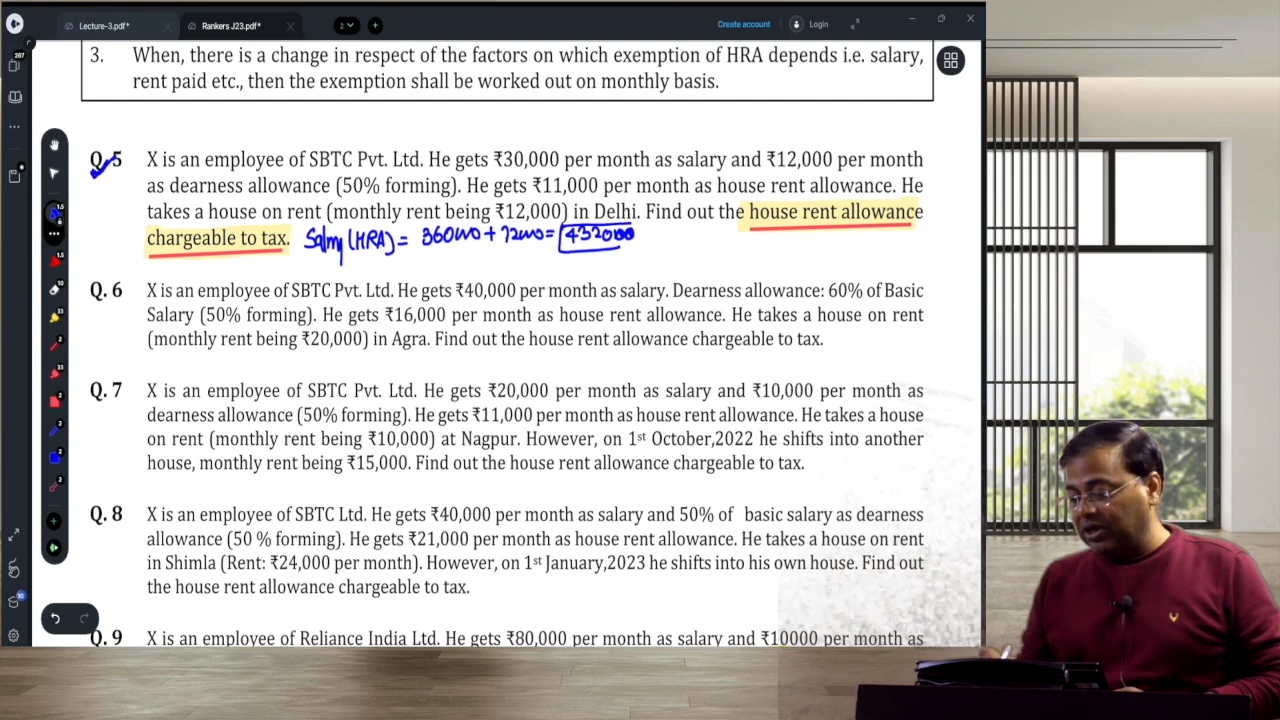 Lecture-3.pdf*
Rankers J23.pdf*
2
Create account
Login
3. When, there is a change in respect of the factors on which exemption of HRA depends i.e. salary,
rent paid etc., then the exemption shall be worked out on monthly basis.
Q. 5 X is an employee of SBTC Pvt. Ltd. He gets ₹30,000 per month as salary and ₹12,000 per month
as dearness allowance (50% forming). He gets ₹11,000 per month as house rent allowance. He
takes a house on rent (monthly rent being ₹12,000) in Delhi. Find out the house rent allowance
chargeable to tax. Salary (HRA) = 360000 + 72000 = 432000
Q. 6 X is an employee of SBTC Pvt. Ltd. He gets ₹40,000 per month as salary. Dearness allowance: 60% of Basic
Salary (50% forming). He gets ₹16,000 per month as house rent allowance. He takes a house on rent
(monthly rent being ₹20,000) in Agra. Find out the house rent allowance chargeable to tax.
Q. 7 X is an employee of SBTC Pvt. Ltd. He gets ₹20,000 per month as salary and ₹10,000 per month as
dearness allowance (50% forming). He gets ₹11,000 per month as house rent allowance. He takes a house
on rent (monthly rent being ₹10,000) at Nagpur. However, on 1st October,2022 he shifts into another
house, monthly rent being ₹15,000. Find out the house rent allowance chargeable to tax.
Q. 8 X is an employee of SBTC Ltd. He gets ₹40,000 per month as salary and 50% of basic salary as dearness
allowance (50 % forming). He gets ₹21,000 per month as house rent allowance. He takes a house on rent
in Shimla (Rent: ₹24,000 per month). However, on 1st January,2023 he shifts into his own house. Find out
the house rent allowance chargeable to tax.
Q. 9 X is an employee of Reliance India Ltd. He gets ₹80,000 per month as salary and ₹10000 per month as